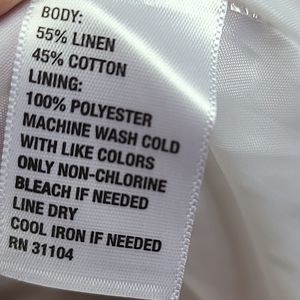 BODY:
55% LINEN
45% COTTON
LINING:
100% POLYESTER
MACHINE WASH COLD
WITH LIKE COLORS
ONLY NON-CHLORINE
BLEACH IF NEEDED
LINE DRY
COOL IRON IF NEEDED
RN 31104